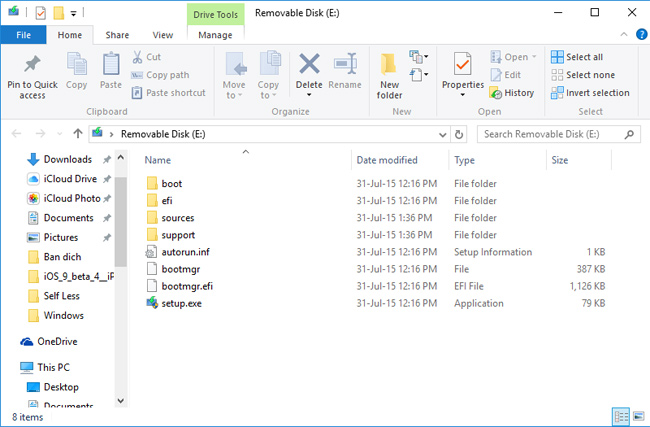 Drive Tools
Removable Disk (E:)
File
Home
Share
View
Manage
Pin to Quick access
Copy
Paste
Cut
Copy path
Paste shortcut
Clipboard
Move to
Copy to
Delete
Rename
Organize
New folder
New
Properties
Open
Edit
History
Open
Select all
Select none
Invert selection
Select
Removable Disk (E:)
Search Removable Disk (E:)
Downloads
iCloud Drive
iCloud Photo
Documents
Pictures
Ban dich
iOS_9_beta_4__iP
Self Less
Windows
OneDrive
This PC
Desktop
Documents
Name Date modified Type Size
boot 31-Jul-15 12:16 PM File folder
efi 31-Jul-15 12:16 PM File folder
sources 31-Jul-15 1:36 PM File folder
support 31-Jul-15 1:36 PM File folder
autorun.inf 31-Jul-15 12:16 PM Setup Information 1 KB
bootmgr 31-Jul-15 12:16 PM File 387 KB
bootmgr.efi 31-Jul-15 12:16 PM EFI File 1,126 KB
setup.exe 31-Jul-15 12:16 PM Application 79 KB
8 items